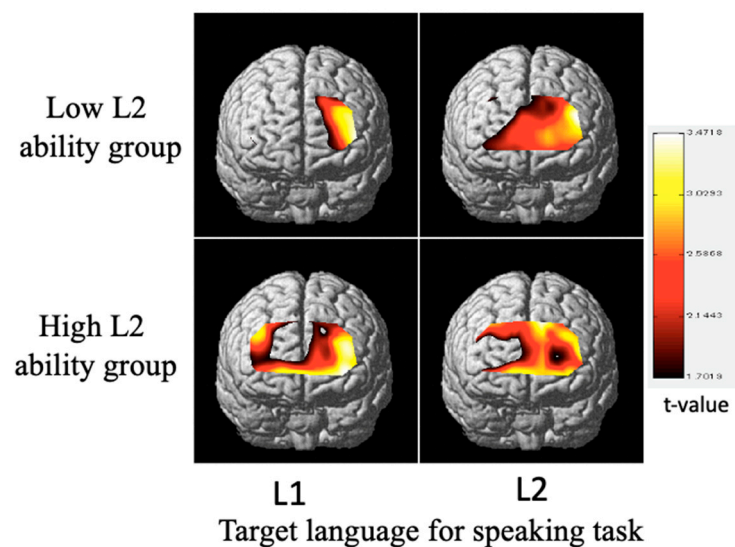 Low L2
ability group
3.4718
3.0293
2.5868
2.1443
1.7019
t-value
High L2
ability group
L1
L2
Target language for speaking task